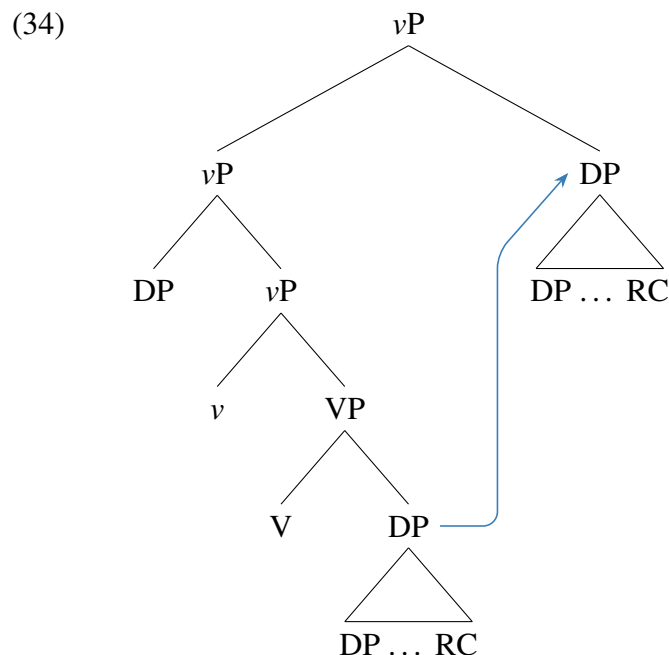 (34) vP
vP DP
DP vP DP … RC
v VP
V DP
DP … RC